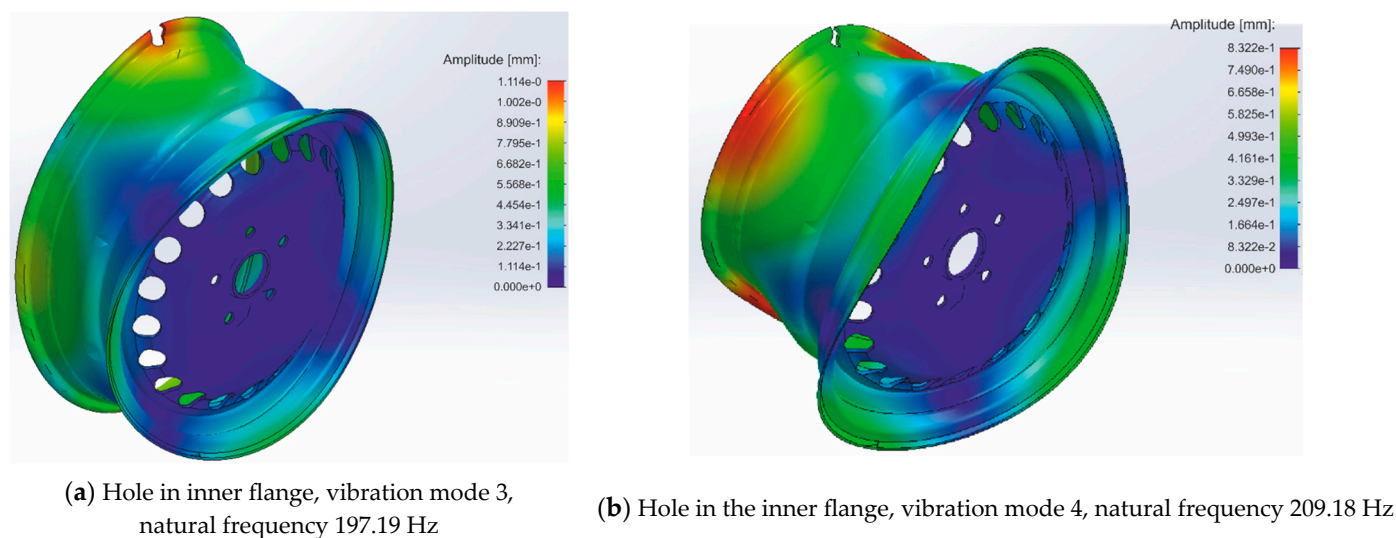 Amplitude [mm]:
1.114e-0
1.002e-0
8.909e-1
7.795e-1
6.682e-1
5.568e-1
4.454e-1
3.341e-1
2.227e-1
1.114e-1
0.000e+0
Amplitude [mm]:
8.322e-1
7.490e-1
6.658e-1
5.825e-1
4.993e-1
4.161e-1
3.329e-1
2.497e-1
1.664e-1
8.322e-2
0.000e+0
(a) Hole in inner flange, vibration mode 3,
natural frequency 197.19 Hz
(b) Hole in the inner flange, vibration mode 4, natural frequency 209.18 Hz